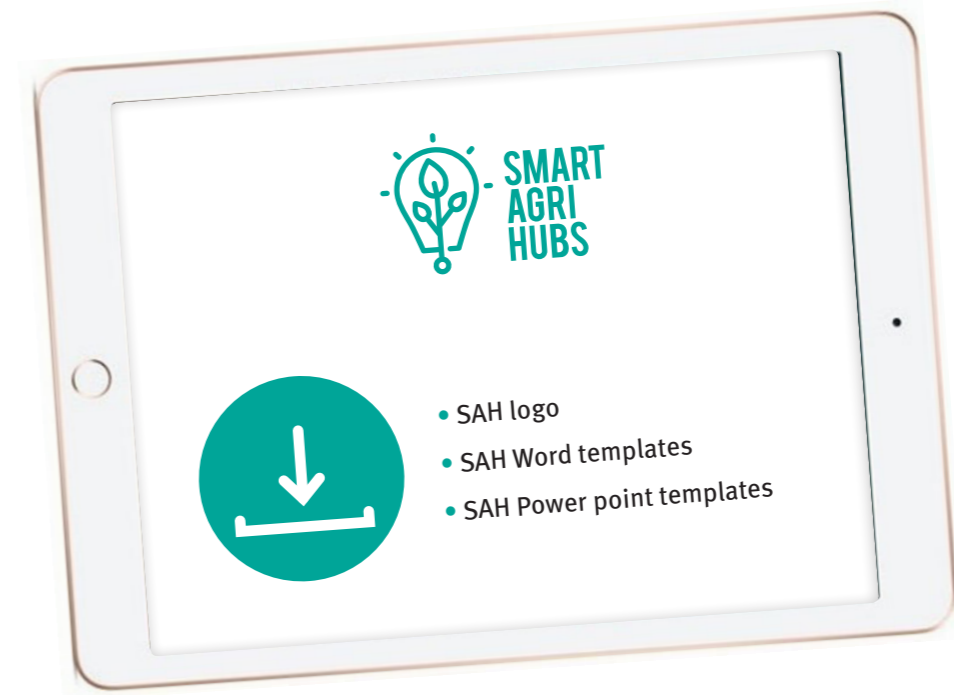 SMART
AGRI
HUBS
• SAH logo
• SAH Word templates
• SAH Power point templates